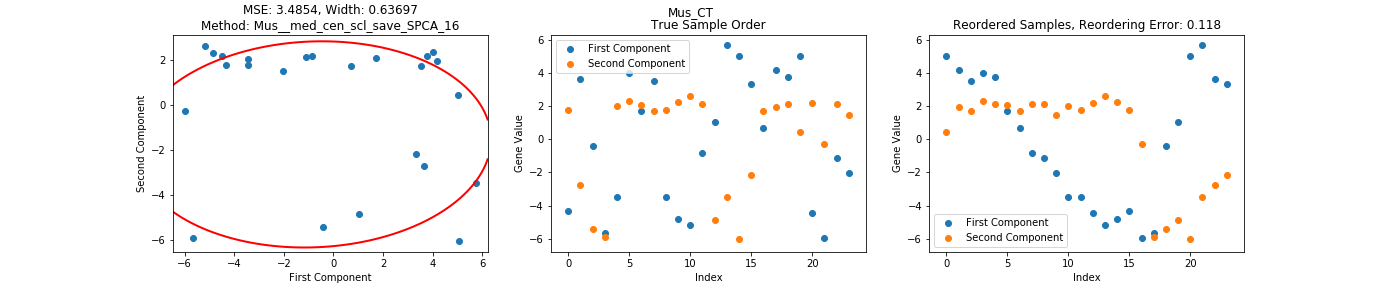 Mus_CT
MSE: 3.4854, Width: 0.63697
Method: Mus__med_cen_scl_save_SPCA_16
2
0
−2
−4
−6
−6 −4 −2 0 2 4 6
First Component
Second Component
True Sample Order
First Component
Second Component
6
4
2
0
−2
−4
−6
0 5 10 15 20
Index
Gene Value
Reordered Samples, Reordering Error: 0.118
6
4
2
0
−2
−4
−6
First Component
Second Component
0 5 10 15 20
Index
Gene Value